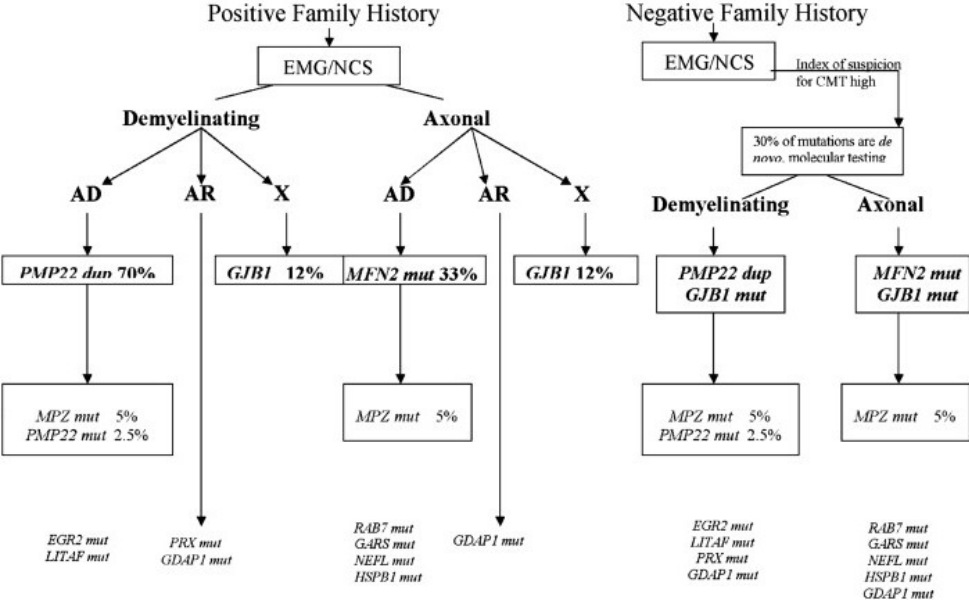 Positive Family History
EMG/NCS
Demyelinating
Axonal
AD
AR
X
AD
AR
X
PMP22 dup 70%
GJB1 12%
MFN2 mut 33%
GJB1 12%
MPZ mut 5%
PMP22 mut 2.5%
MPZ mut 5%
EGR2 mut
LITAF mut
PRX mut
GDAP1 mut
RAB7 mut
GARS mut
NEFL mut
HSPB1 mut
GDAP1 mut
Negative Family History
EMG/NCS
Index of suspicion
for CMT high
30% of mutations are de
novo, molecular testing
Demyelinating
Axonal
PMP22 dup
GJB1 mut
MFN2 mut
GJB1 mut
MPZ mut 5%
PMP22 mut 2.5%
MPZ mut 5%
EGR2 mut
LITAF mut
PRX mut
GDAP1 mut
RAB7 mut
GARS mut
NEFL mut
HSPB1 mut
GDAP1 mut